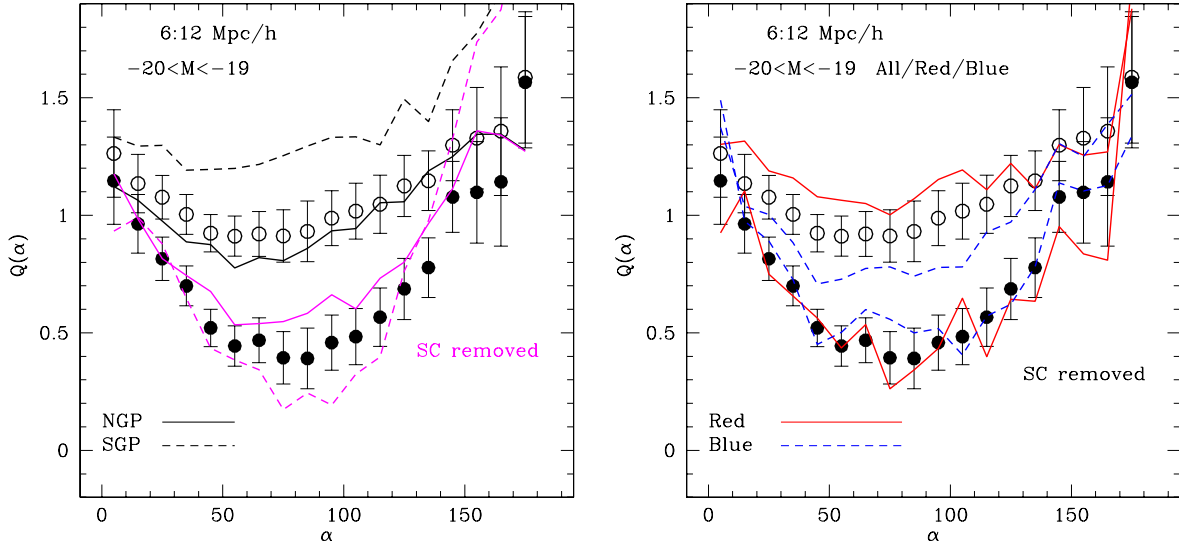 6:12 Mpc/h
-20<M<-19
SC removed
NGP
SGP
Q(α)
1.5
1
0.5
0
0 50 100 150
α
6:12 Mpc/h
-20<M<-19 All/Red/Blue
SC removed
Red
Blue
Q(α)
1.5
1
0.5
0
0 50 100 150
α